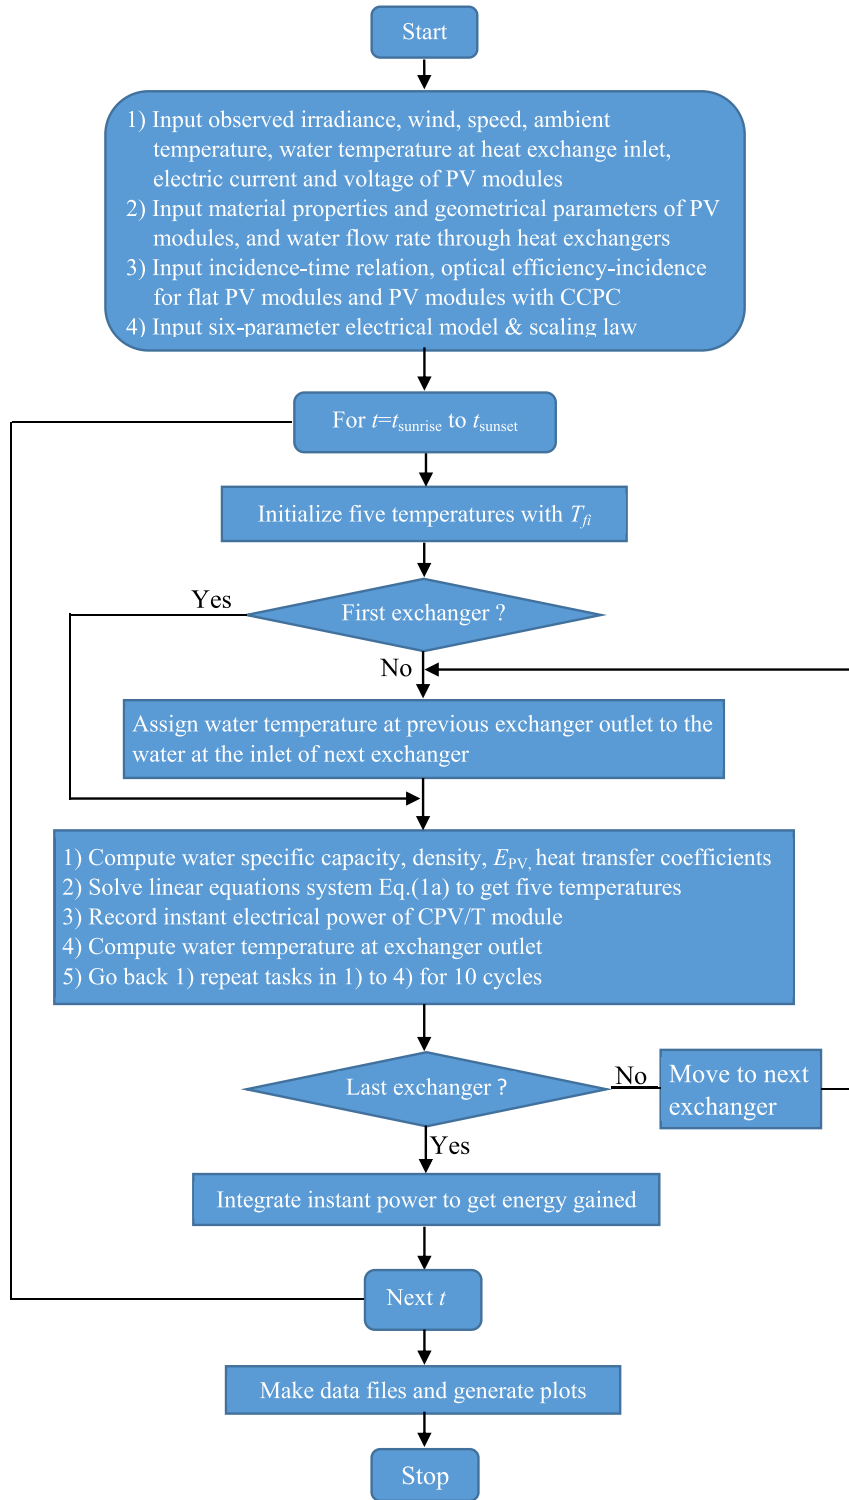 Start
1) Input observed irradiance, wind, speed, ambient
temperature, water temperature at heat exchange inlet,
electric current and voltage of PV modules
2) Input material properties and geometrical parameters of PV
modules, and water flow rate through heat exchangers
3) Input incidence-time relation, optical efficiency-incidence
for flat PV modules and PV modules with CCPC
4) Input six-parameter electrical model & scaling law
For t=tsunrise to tsunset
Initialize five temperatures with Tfi
Yes
First exchanger ?
No
Assign water temperature at previous exchanger outlet to the
water at the inlet of next exchanger
1) Compute water specific capacity, density, EPV, heat transfer coefficients
2) Solve linear equations system Eq.(1a) to get five temperatures
3) Record instant electrical power of CPV/T module
4) Compute water temperature at exchanger outlet
5) Go back 1) repeat tasks in 1) to 4) for 10 cycles
Last exchanger ?
No
Move to next
exchanger
Yes
Integrate instant power to get energy gained
Next t
Make data files and generate plots
Stop